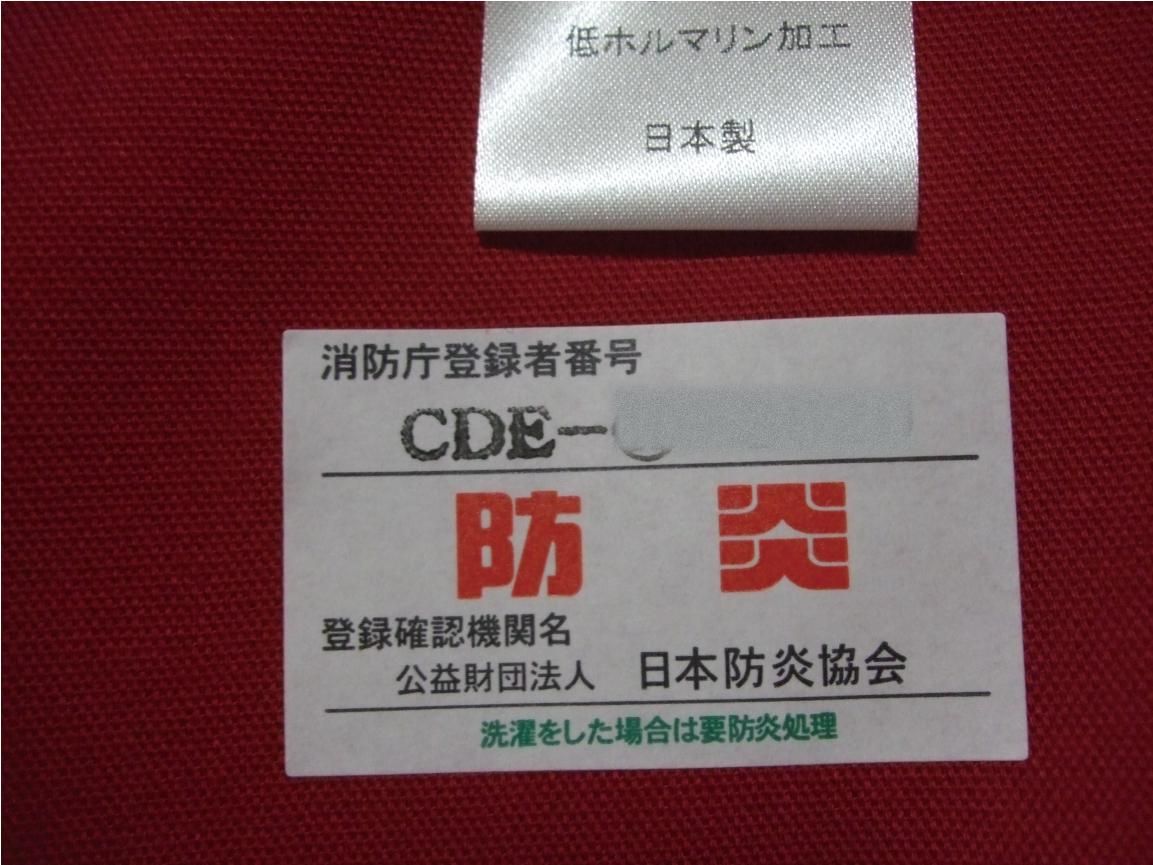 低ホルマリン加工
日本製
消防庁登録者番号
CDE－
防炎
登録確認機関名
公益財団法人 日本防炎協会
洗濯をした場合は要防炎処理